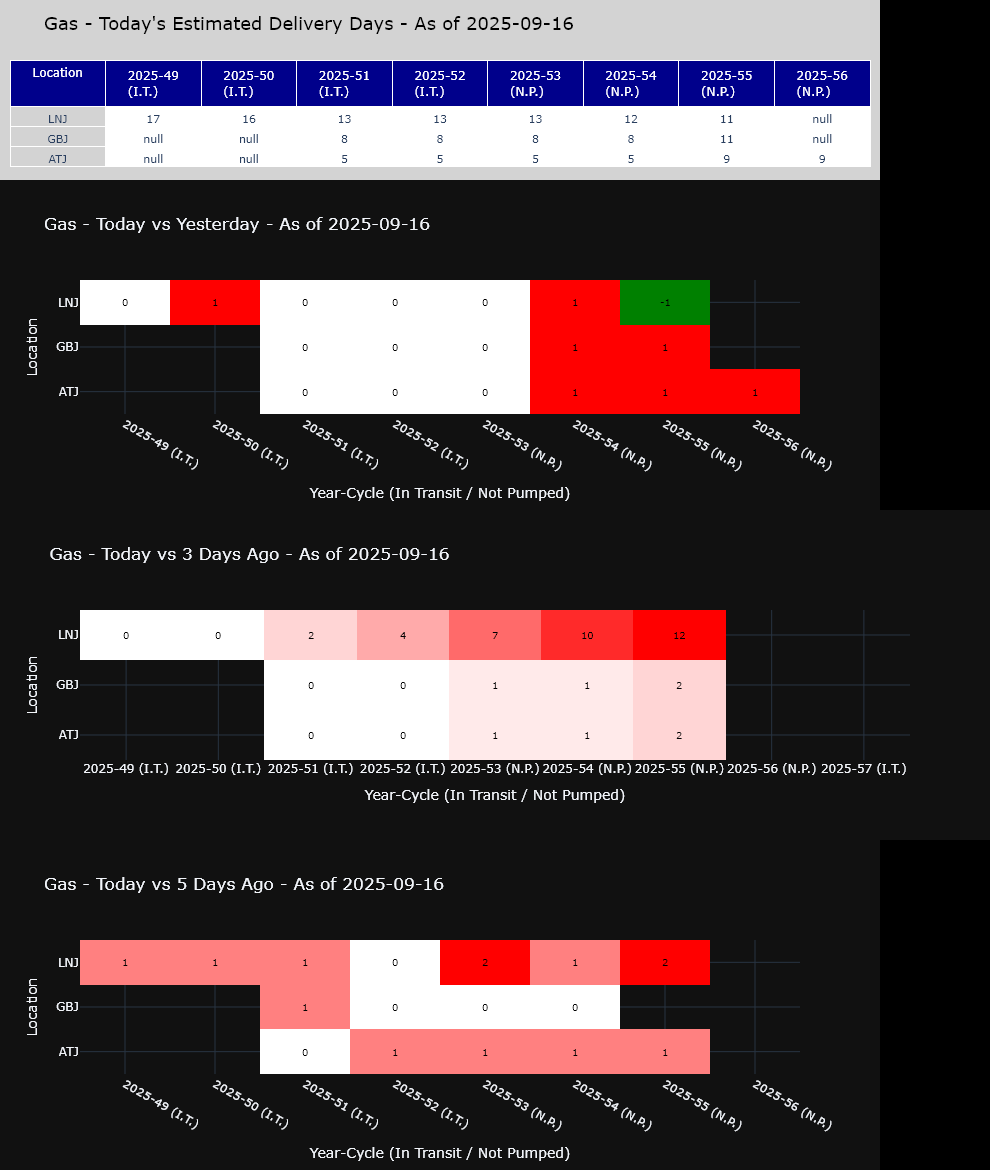 Gas - Today's Estimated Delivery Days - As of 2025-09-16
Location 2025-49 (I.T.) 2025-50 (I.T.) 2025-51 (I.T.) 2025-52 (I.T.) 2025-53 (N.P.) 2025-54 (N.P.) 2025-55 (N.P.) 2025-56 (N.P.)
LNJ 17 16 13 13 13 12 11 null
GBJ null null 8 8 8 8 11 null
ATJ null null 5 5 5 5 9 9
Gas - Today vs Yesterday - As of 2025-09-16
Location
LNJ 0 1 0 0 0 1 -1
GBJ 0 0 0 1 1
ATJ 0 0 0 1 1 1
2025-49 (I.T.) 2025-50 (I.T.) 2025-51 (I.T.) 2025-52 (I.T.) 2025-53 (N.P.) 2025-54 (N.P.) 2025-55 (N.P.) 2025-56 (N.P.)
Year-Cycle (In Transit / Not Pumped)
Gas - Today vs 3 Days Ago - As of 2025-09-16
Location
LNJ 0 0 2 4 7 10 12
GBJ 0 0 1 1 2
ATJ 0 0 1 1 2
2025-49 (I.T.) 2025-50 (I.T.) 2025-51 (I.T.) 2025-52 (I.T.) 2025-53 (N.P.) 2025-54 (N.P.) 2025-55 (N.P.) 2025-56 (N.P.) 2025-57 (I.T.)
Year-Cycle (In Transit / Not Pumped)
Gas - Today vs 5 Days Ago - As of 2025-09-16
Location
LNJ 1 1 1 0 2 1 2
GBJ 1 0 0 0
ATJ 0 1 1 1 1
2025-49 (I.T.) 2025-50 (I.T.) 2025-51 (I.T.) 2025-52 (I.T.) 2025-53 (N.P.) 2025-54 (N.P.) 2025-55 (N.P.) 2025-56 (N.P.)
Year-Cycle (In Transit / Not Pumped)